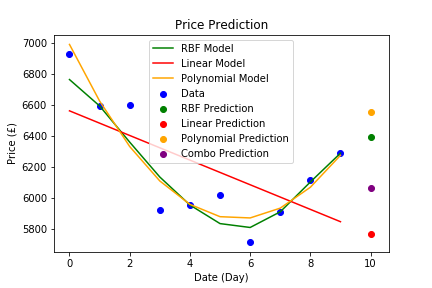 Price Prediction
7000
6800
6600
6400
6200
6000
5800
Price (£)
RBF Model
Linear Model
Polynomial Model
Data
RBF Prediction
Linear Prediction
Polynomial Prediction
Combo Prediction
0
2
4
6
8
10
Date (Day)